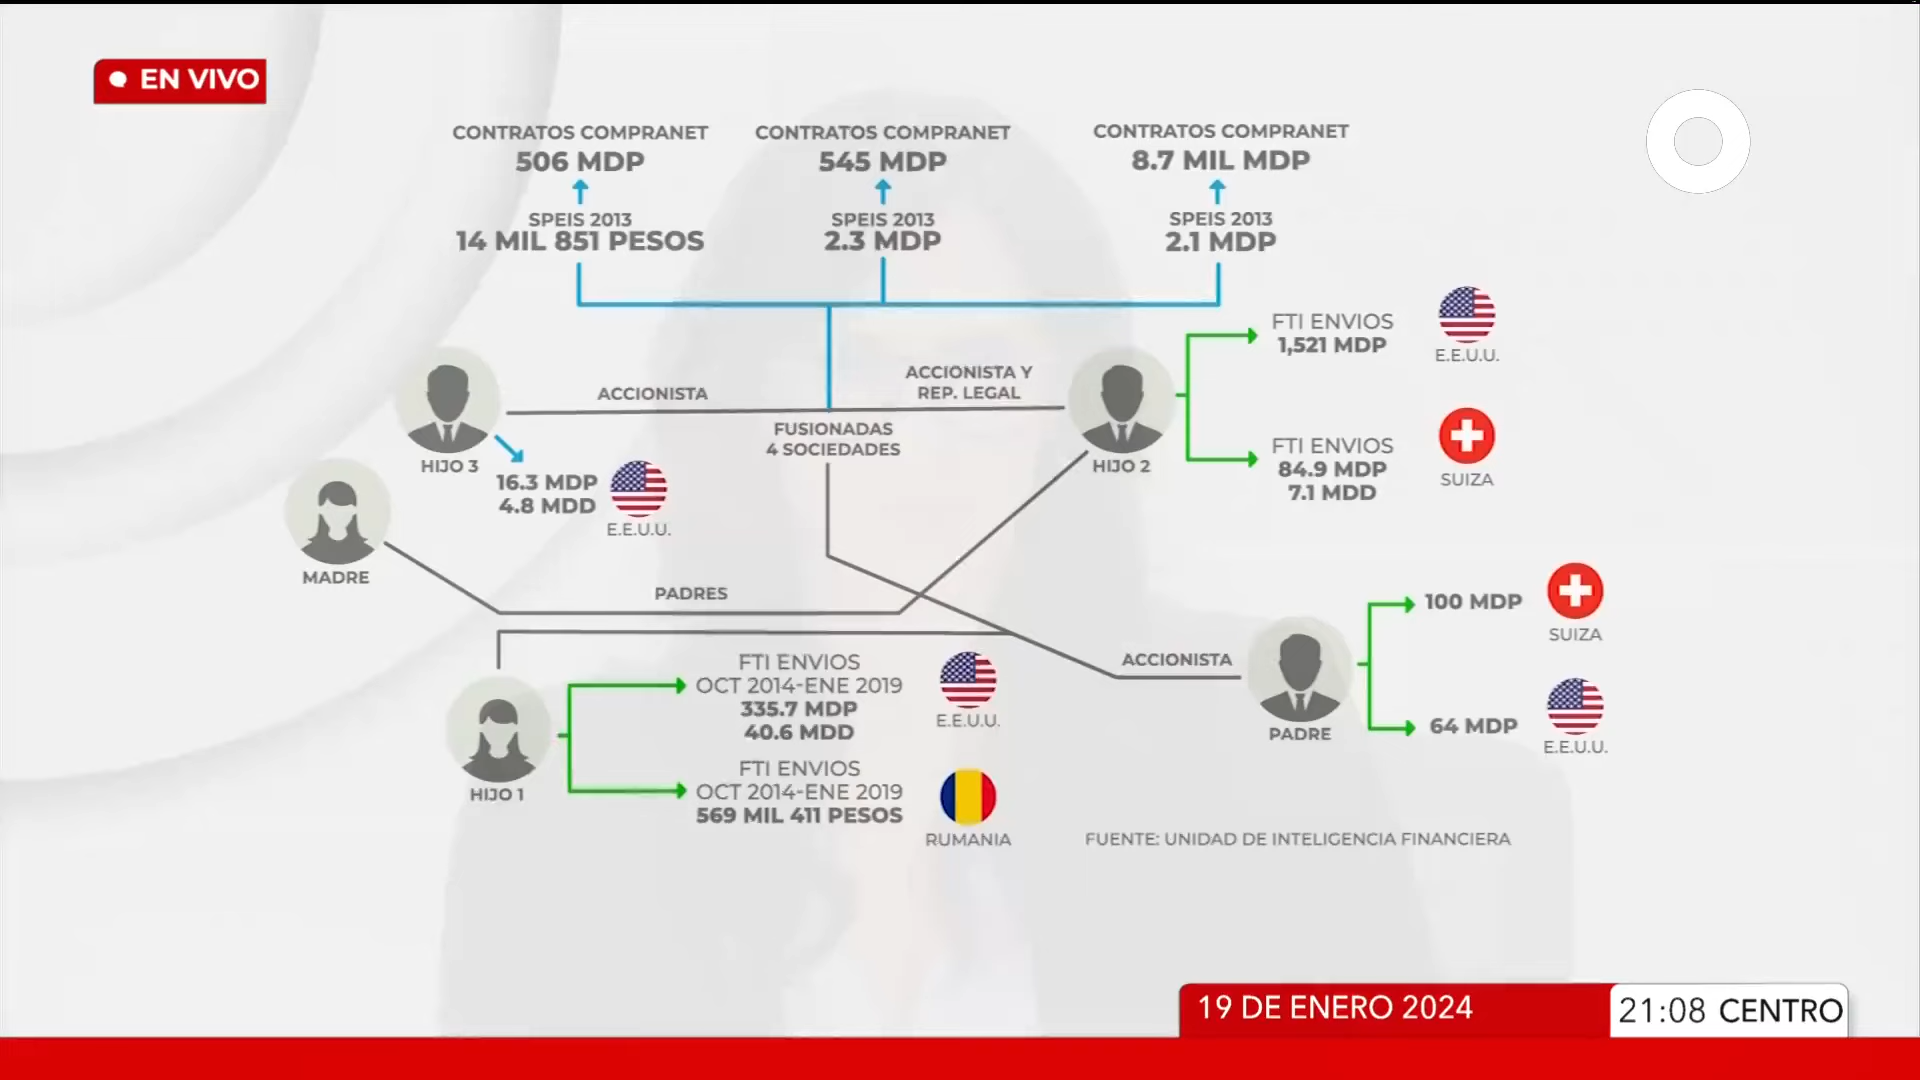 EN VIVO
CONTRATOS COMPRANET
506 MDP
SPEIS 2013
14 MIL 851 PESOS
CONTRATOS COMPRANET
545 MDP
SPEIS 2013
2.3 MDP
CONTRATOS COMPRANET
8.7 MIL MDP
SPEIS 2013
2.1 MDP
FTI ENVIOS
1,521 MDP
E.E.U.U.
ACCIONISTA
ACCIONISTA Y
REP. LEGAL
FUSIONADAS
4 SOCIEDADES
HIJO 3
16.3 MDP
4.8 MDD
E.E.U.U.
HIJO 2
FTI ENVIOS
84.9 MDP
7.1 MDD
SUIZA
MADRE
PADRES
100 MDP
SUIZA
ACCIONISTA
PADRE
64 MDP
E.E.U.U.
FTI ENVIOS
OCT 2014-ENE 2019
335.7 MDP
40.6 MDD
E.E.U.U.
HIJO 1
FTI ENVIOS
OCT 2014-ENE 2019
569 MIL 411 PESOS
RUMANIA
FUENTE: UNIDAD DE INTELIGENCIA FINANCIERA
19 DE ENERO 2024
21:08 CENTRO